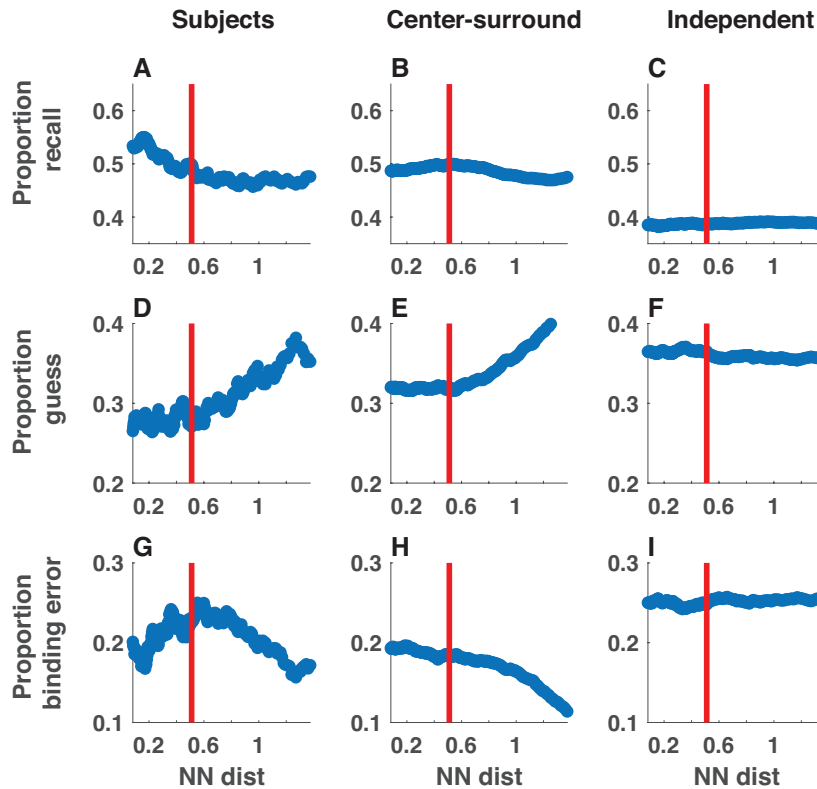 Subjects Center-surround Independent
A B C
Proportion
recall
0.6 0.6 0.6
0.5 0.5 0.5
0.4 0.4 0.4
0.2 0.6 1 0.2 0.6 1 0.2 0.6 1
D E F
Proportion
guess
0.4 0.4 0.4
0.3 0.3 0.3
0.2 0.2 0.2
0.2 0.6 1 0.2 0.6 1 0.2 0.6 1
G H I
Proportion
binding error
0.3 0.3 0.3
0.2 0.2 0.2
0.1 0.1 0.1
0.2 0.6 1 0.2 0.6 1 0.2 0.6 1
NN dist NN dist NN dist